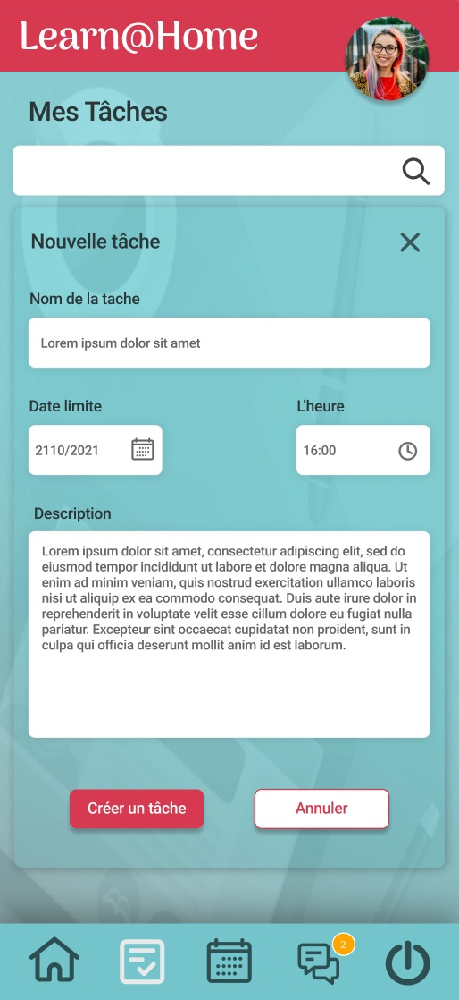 Learn@Home
Mes Tâches
Nouvelle tâche
Nom de la tache
Lorem ipsum dolor sit amet
Date limite
L'heure
2110/2021
16:00
Description
Lorem ipsum dolor sit amet, consectetur adipiscing elit, sed do
eiusmod tempor incididunt ut labore et dolore magna aliqua. Ut
enim ad minim veniam, quis nostrud exercitation ullamco laboris
nisi ut aliquip ex ea commodo consequat. Duis aute irure dolor in
reprehenderit in voluptate velit esse cillum dolore eu fugiat nulla
pariatur. Excepteur sint occaecat cupidatat non proident, sunt in
culpa qui officia deserunt mollit anim id est laborum.
Créer un tâche
Annuler
2